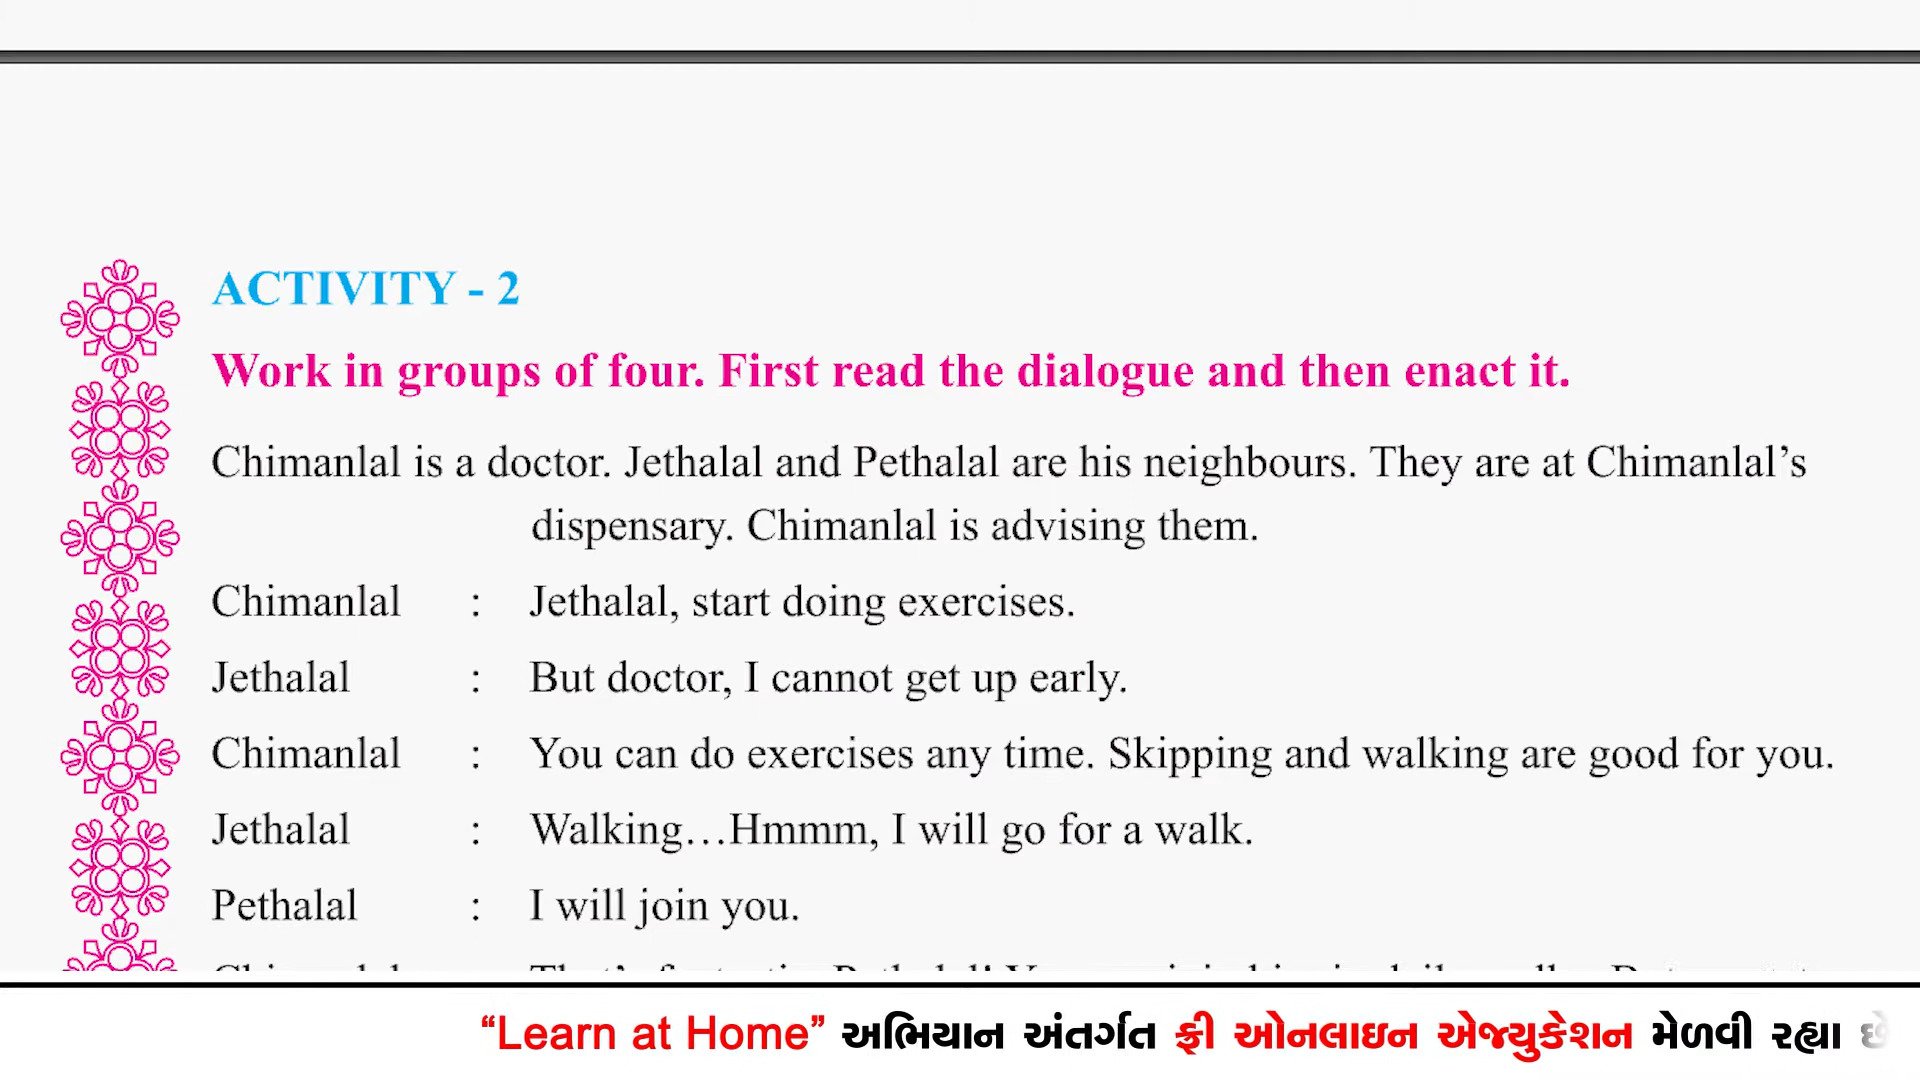 ACTIVITY - 2
Work in groups of four. First read the dialogue and then enact it.
Chimanlal is a doctor. Jethalal and Pethalal are his neighbours. They are at Chimanlal’s
dispensary. Chimanlal is advising them.
Chimanlal : Jethalal, start doing exercises.
Jethalal : But doctor, I cannot get up early.
Chimanlal : You can do exercises any time. Skipping and walking are good for you.
Jethalal : Walking…Hmmm, I will go for a walk.
Pethalal : I will join you.
“Learn at Home” અભિયાન અંતર્ગત ફ્રી ઓનલાઇન એજ્યુકેશન મેળવી રહ્યા